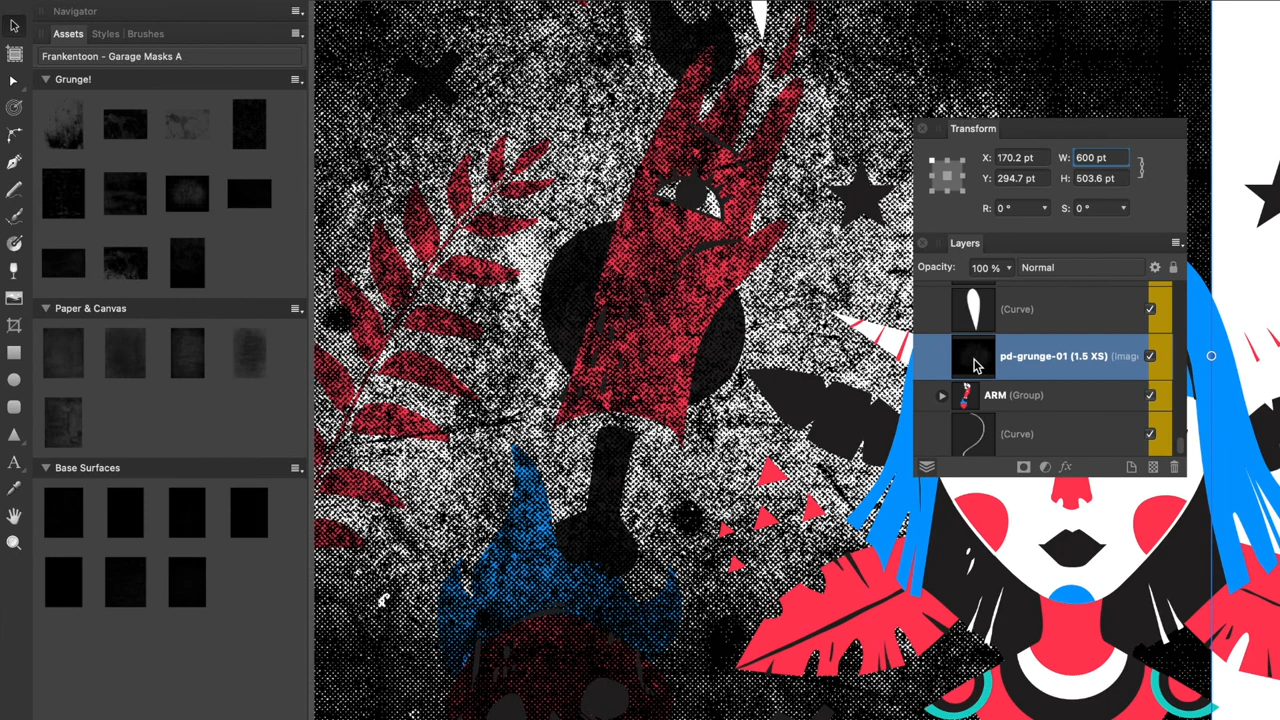 Navigator
Assets Styles Brushes
Frankentoon - Garage Masks A
Grunge!
Paper & Canvas
Base Surfaces
Transform
X: 170.2 pt W: 600 pt
Y: 294.7 pt H: 503.6 pt
R: 0 ° S: 0 °
Layers
Opacity: 100 % Normal
(Curve)
pd-grunge-01 (1.5 XS) (Imag
ARM (Group)
(Curve)